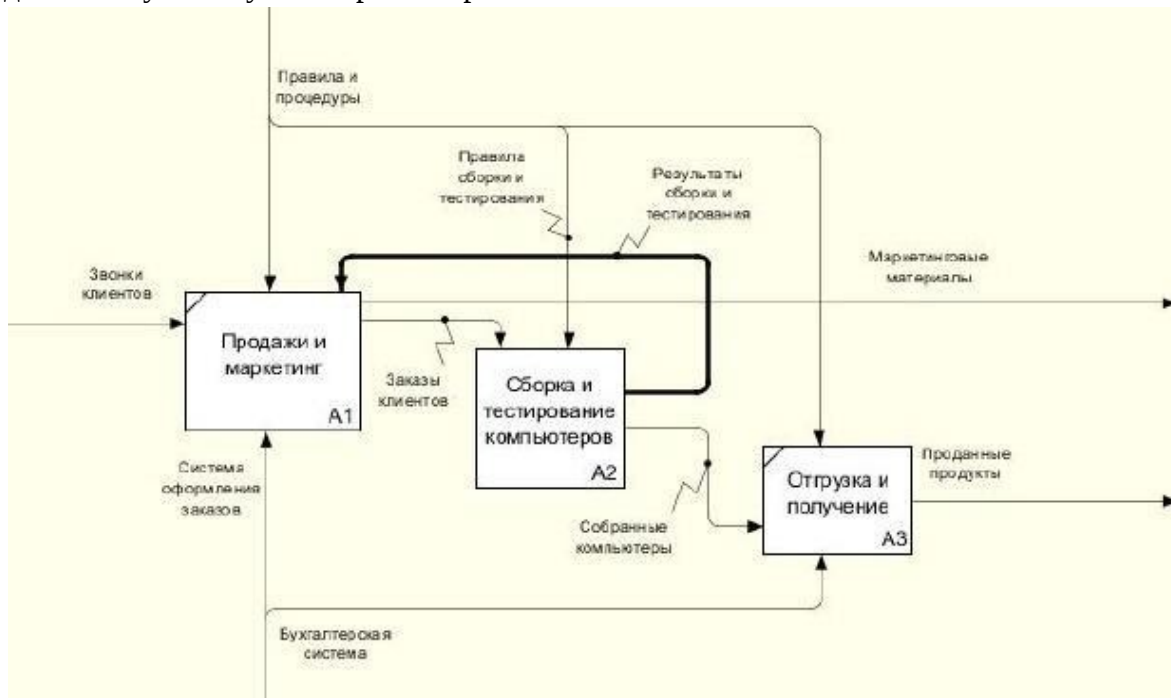 Правила и
процедуры
Правила
сборки и
тестирования
Результаты
сборки и
тестирования
Звонки
клиентов
Маркетинговые
материалы
Продажи и
маркетинг
A1
Заказы
клиентов
Сборка и
тестирование
компьютеров
A2
Система
оформления
заказов
Проданные
продукты
Отгрузка и
получение
A3
Собранные
компьютеры
Бухгалтерская
система